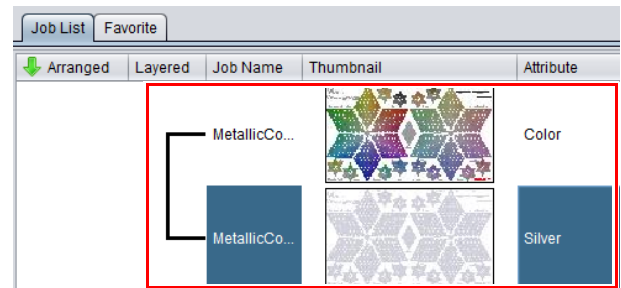 Job List Favorite
Arranged Layered Job Name Thumbnail Attribute
MetallicCo... Color
MetallicCo... Silver